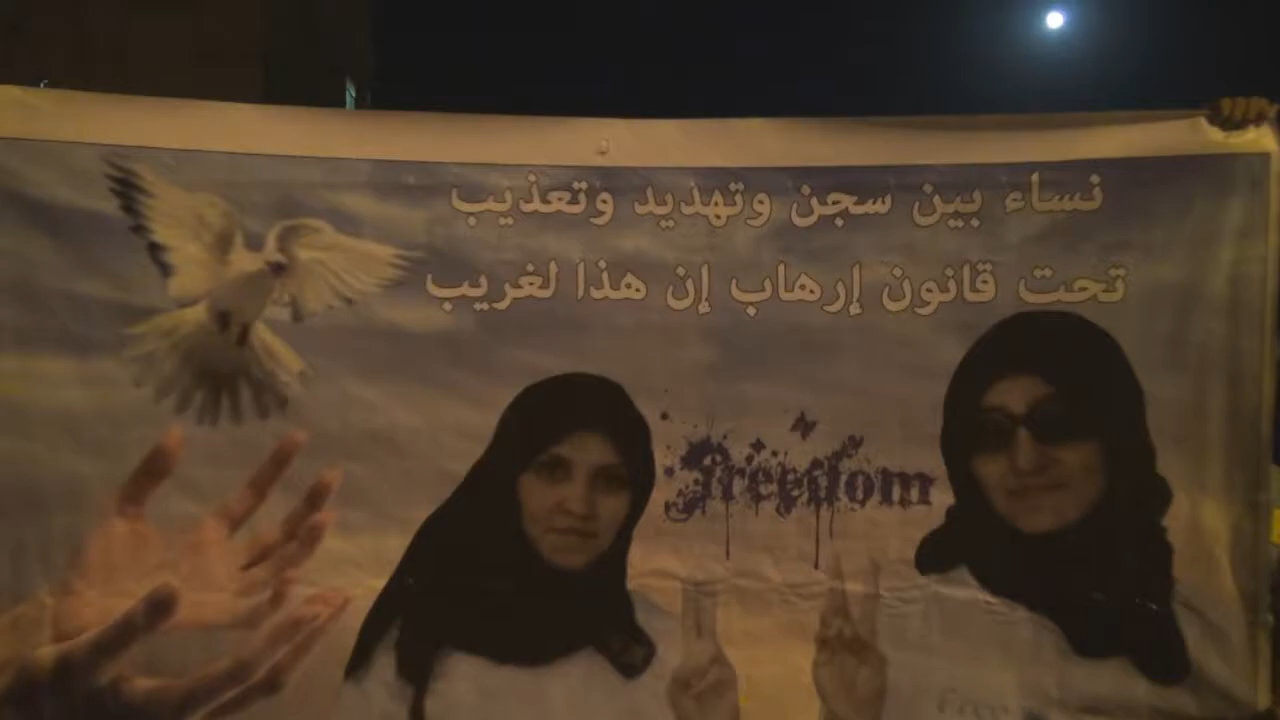 نساء بين سجن وتهديد وتعذيب
تحت قانون إرهاب إن هذا لغريب
freedom